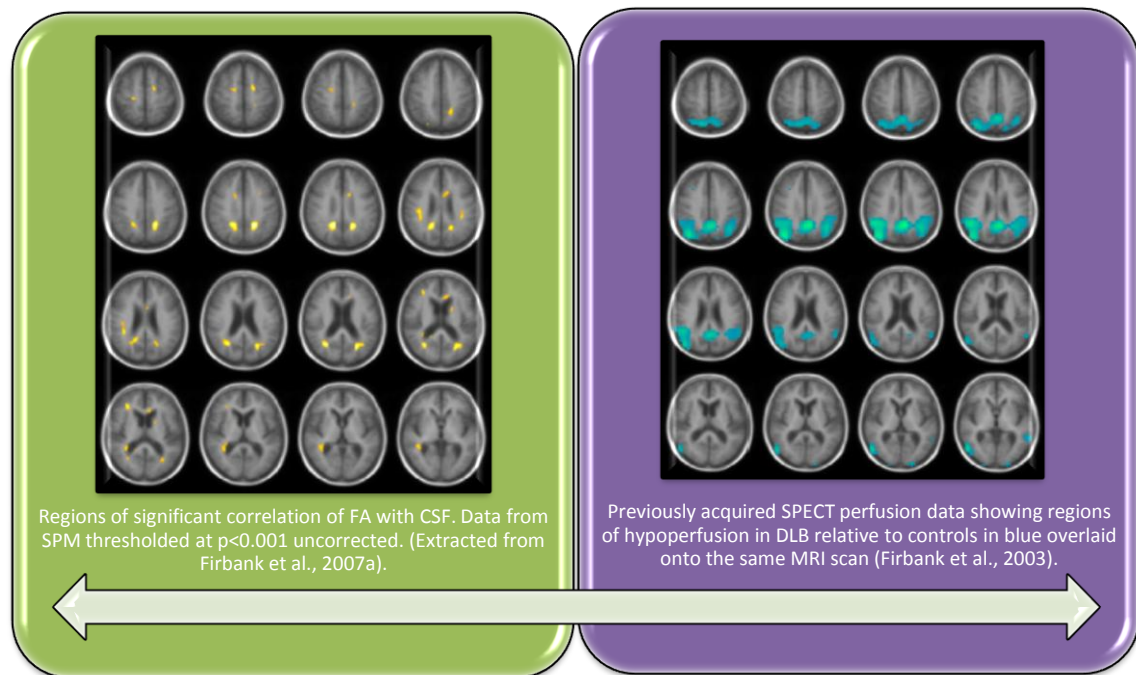 Regions of significant correlation of FA with CSF. Data from
SPM thresholded at p<0.001 uncorrected. (Extracted from
Firbank et al., 2007a).
Previously acquired SPECT perfusion data showing regions
of hypoperfusion in DLB relative to controls in blue overlaid
onto the same MRI scan (Firbank et al., 2003).